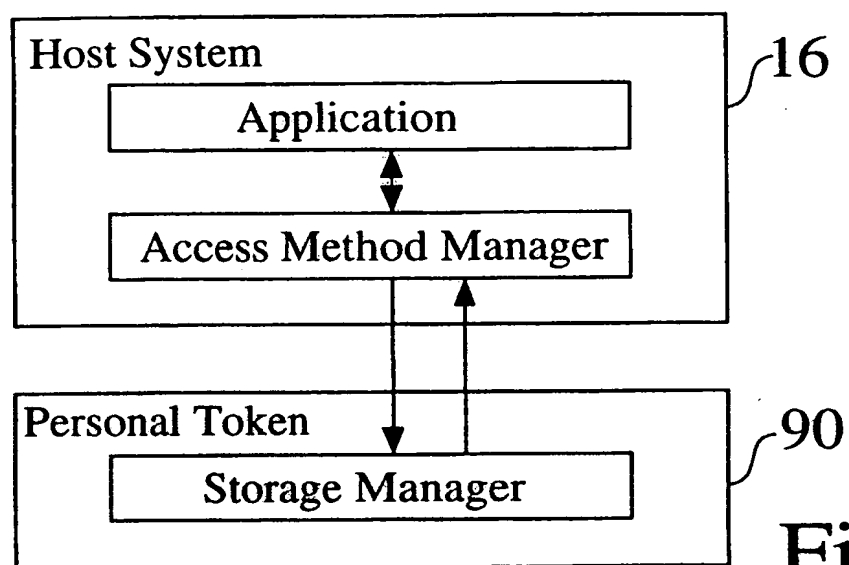 Host System
16
Application
Access Method Manager
Personal Token
90
Storage Manager